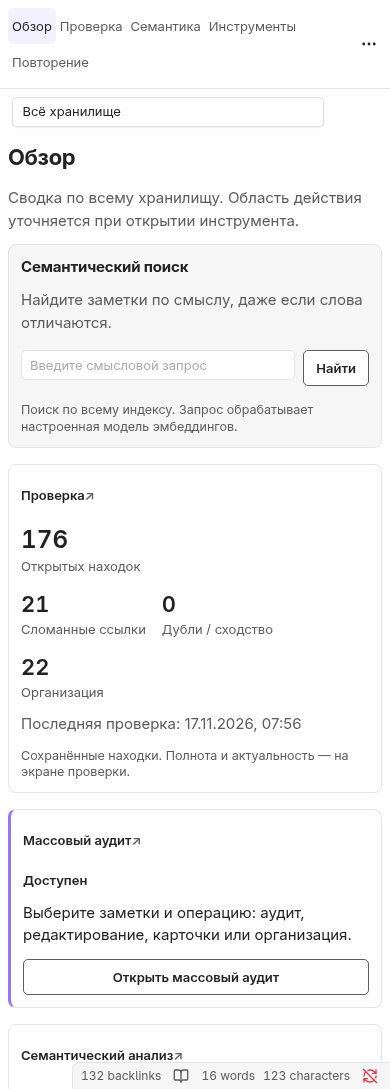 Обзор Проверка Семантика Инструменты
Повторение
Всё хранилище
Обзор
Сводка по всему хранилищу. Область действия
уточняется при открытии инструмента.
Семантический поиск
Найдите заметки по смыслу, даже если слова
отличаются.
Введите смысловой запрос
Найти
Поиск по всему индексу. Запрос обрабатывает
настроенная модель эмбеддингов.
Проверка↗
176
Открытых находок
21 0
Сломанные ссылки Дубли / сходство
22
Организация
Последняя проверка: 17.11.2026, 07:56
Сохранённые находки. Полнота и актуальность — на
экране проверки.
Массовый аудит↗
Доступен
Выберите заметки и операцию: аудит,
редактирование, карточки или организация.
Открыть массовый аудит
Семантический анализ↗
132 backlinks 16 words 123 characters